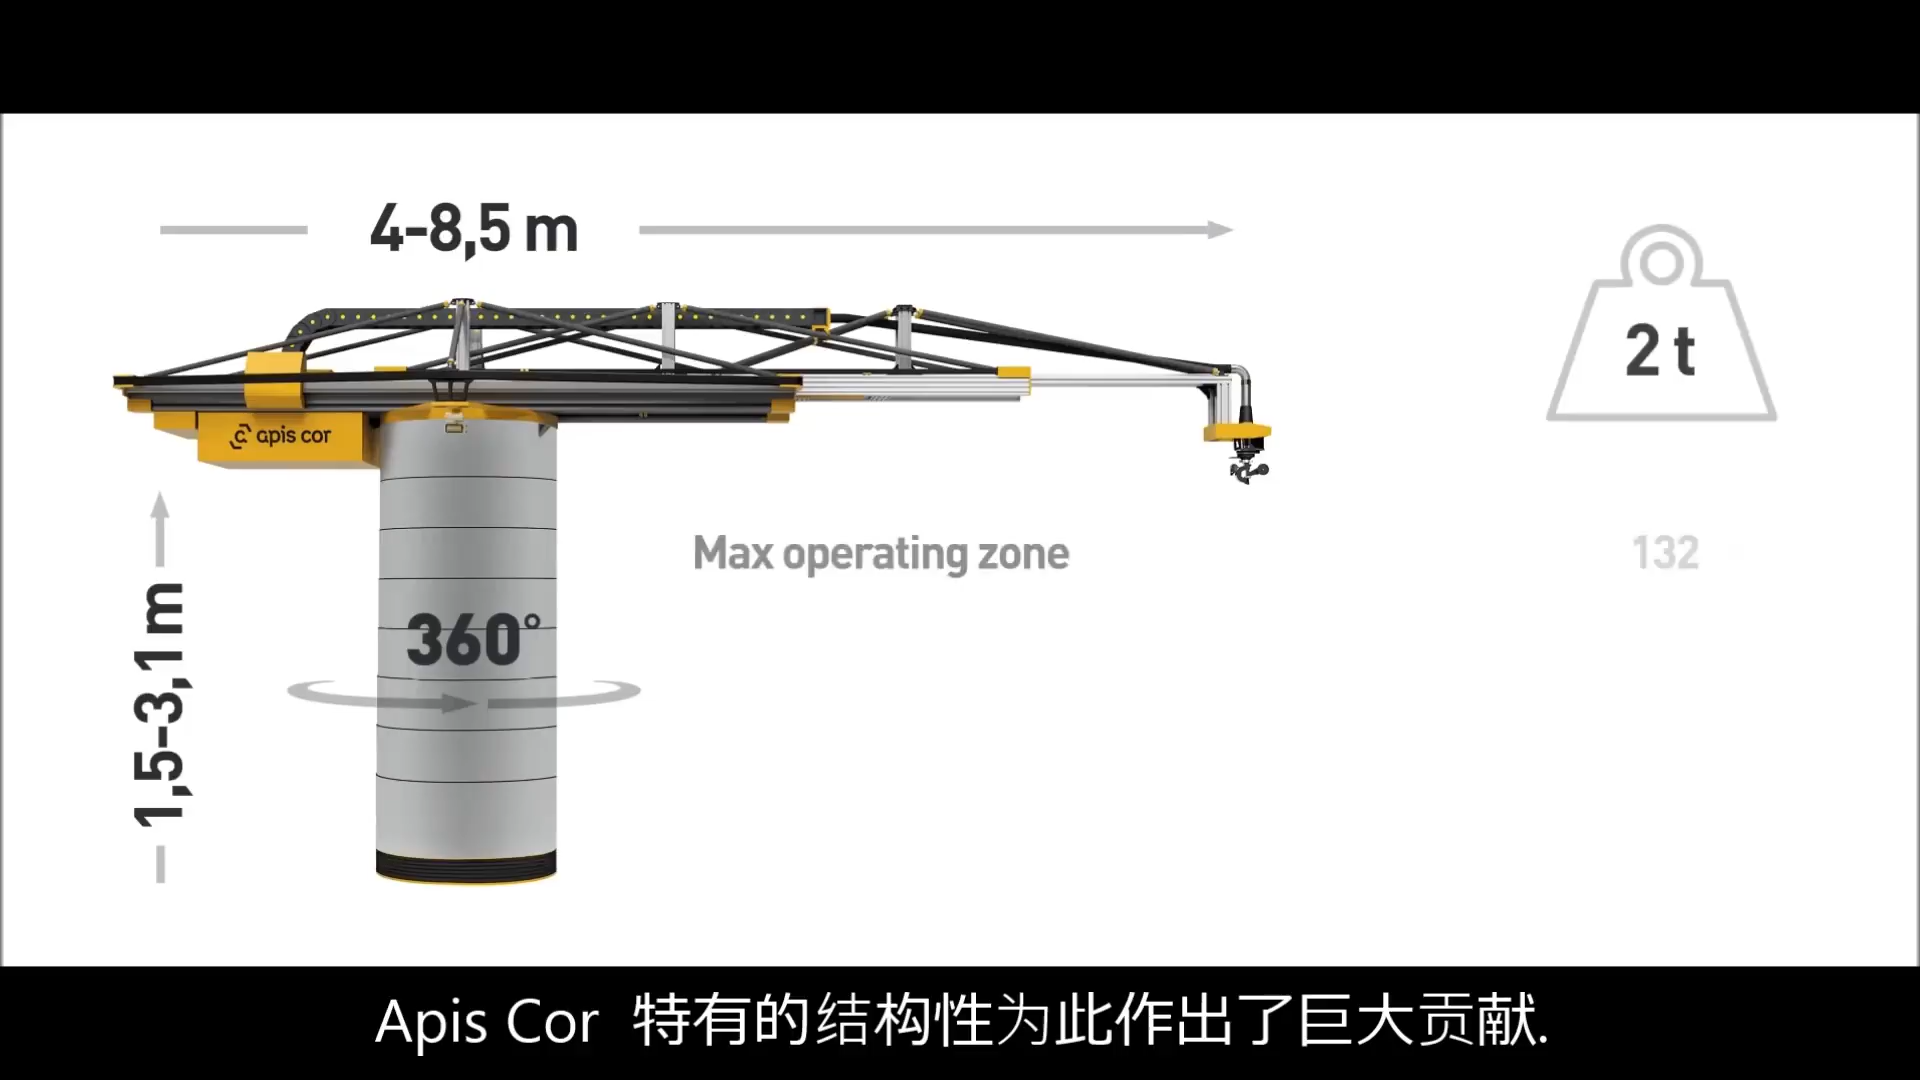 4-8,5 m
2 t
apis cor
Max operating zone
132
360°
1,5-3,1 m
Apis Cor 特有的结构性为此作出了巨大贡献.